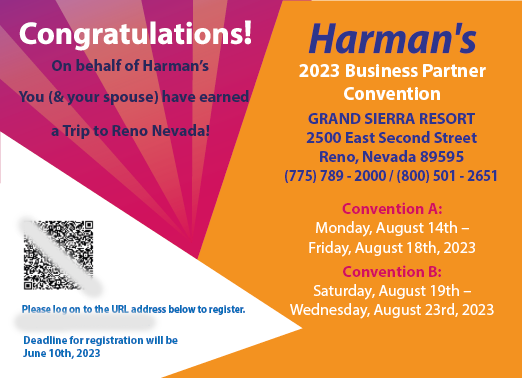 Congratulations!
On behalf of Harman's
You (& your spouse) have earned
a Trip to Reno Nevada!
Please log on to the URL address below to register.
Deadline for registration will be
June 10th, 2023
Harman's
2023 Business Partner
Convention
GRAND SIERRA RESORT
2500 East Second Street
Reno, Nevada 89595
(775) 789 - 2000 / (800) 501 - 2651
Convention A:
Monday, August 14th –
Friday, August 18th, 2023
Convention B:
Saturday, August 19th –
Wednesday, August 23rd, 2023